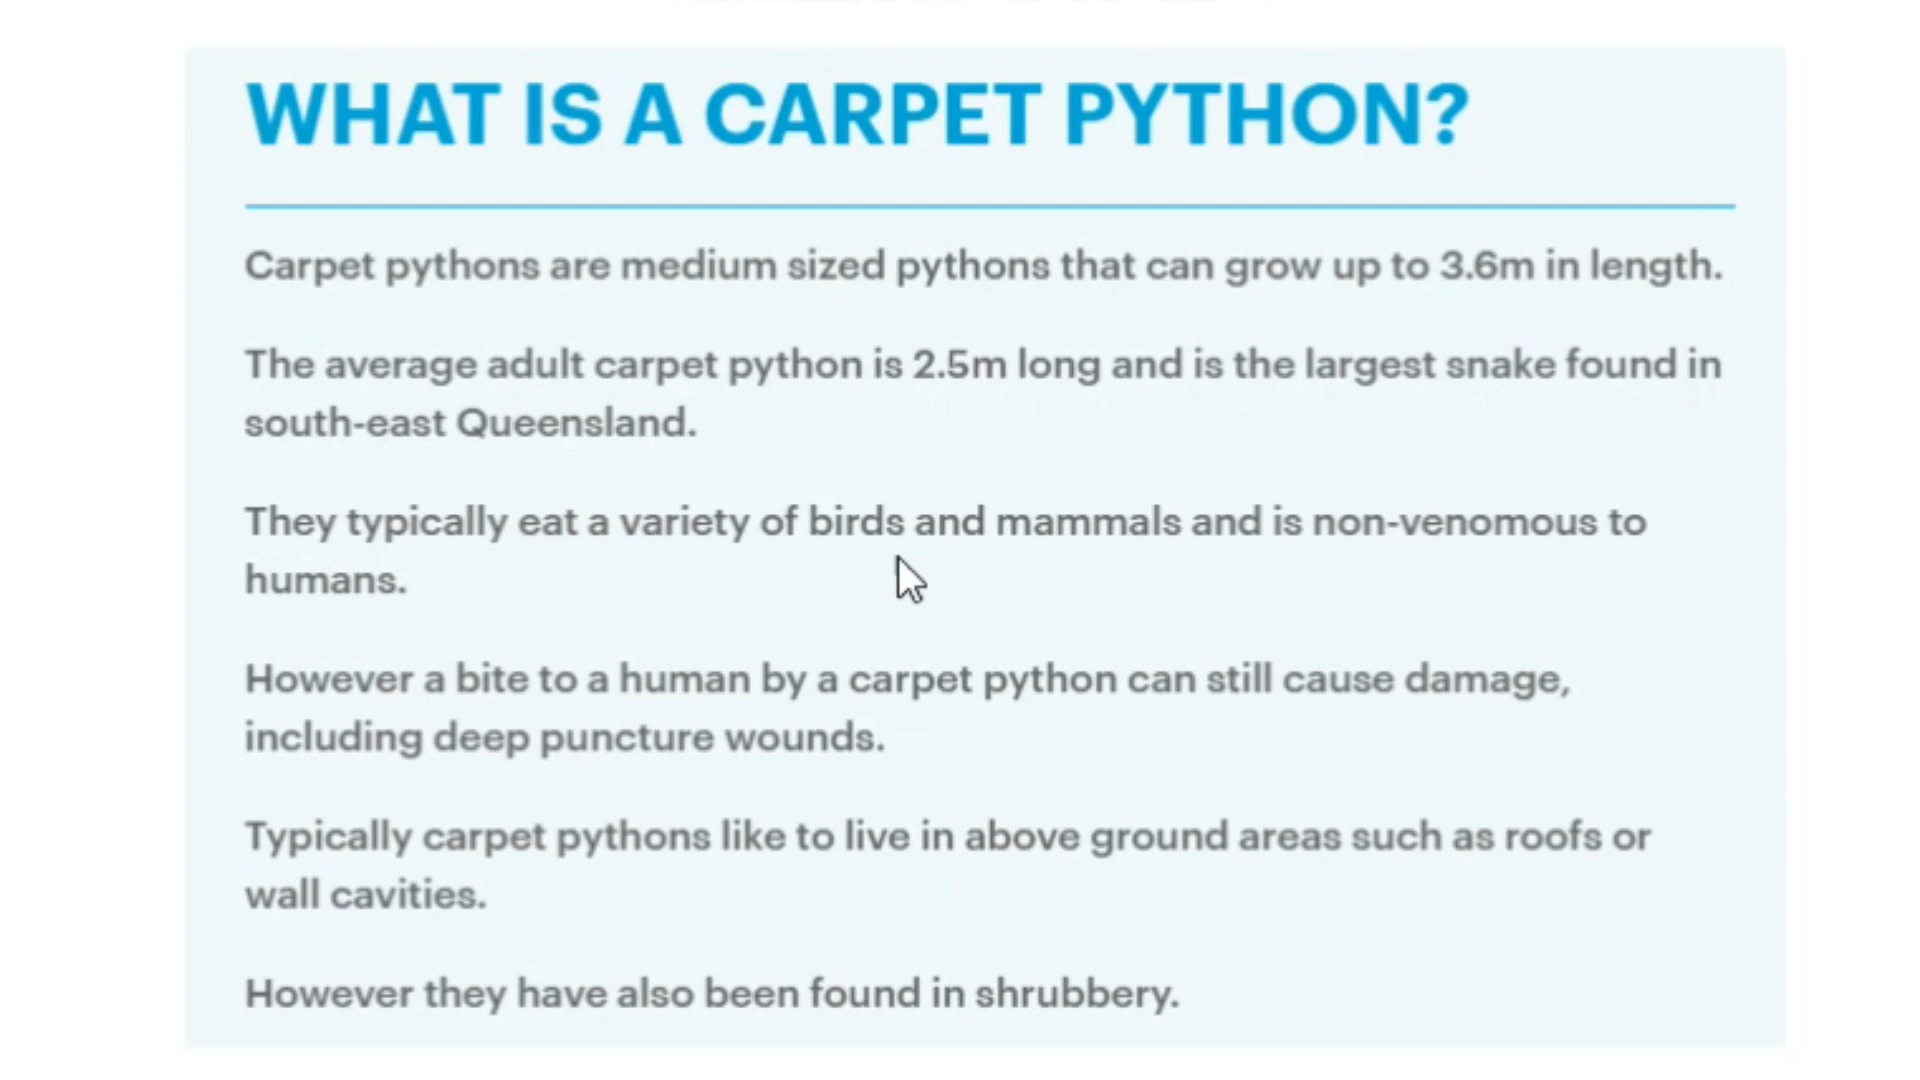 WHAT IS A CARPET PYTHON?
Carpet pythons are medium sized pythons that can grow up to 3.6m in length.
The average adult carpet python is 2.5m long and is the largest snake found in
south-east Queensland.
They typically eat a variety of birds and mammals and is non-venomous to
humans.
However a bite to a human by a carpet python can still cause damage,
including deep puncture wounds.
Typically carpet pythons like to live in above ground areas such as roofs or
wall cavities.
However they have also been found in shrubbery.